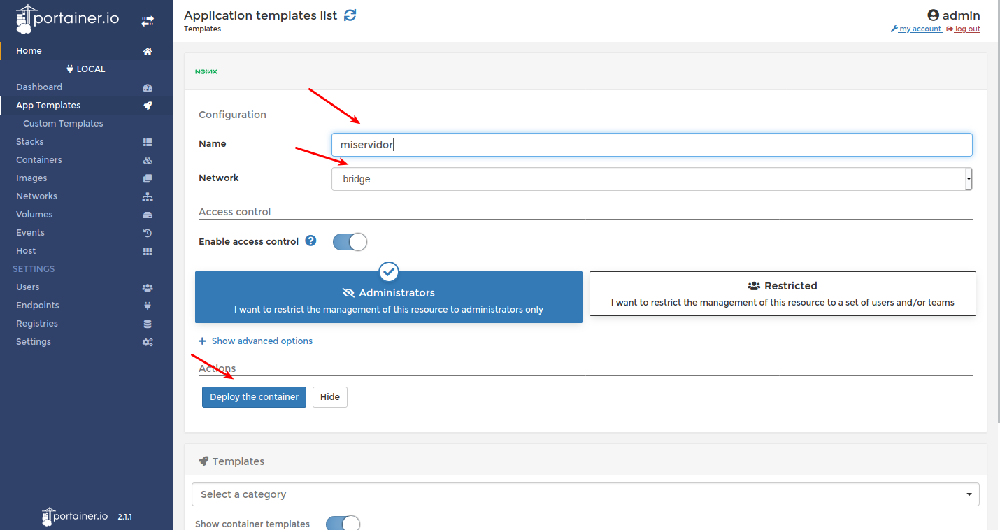 portainer.io
Home
LOCAL
Dashboard
App Templates
Custom Templates
Stacks
Containers
Images
Networks
Volumes
Events
Host
SETTINGS
Users
Endpoints
Registries
Settings
portainer.io 2.1.1
Application templates list
Templates
admin
my account log out
NGINX
Configuration
Name miservidor
Network bridge
Access control
Enable access control ?
Administrators
I want to restrict the management of this resource to administrators only
Restricted
I want to restrict the management of this resource to a set of users and/or teams
+ Show advanced options
Actions
Deploy the container Hide
Templates
Select a category
Show container templates